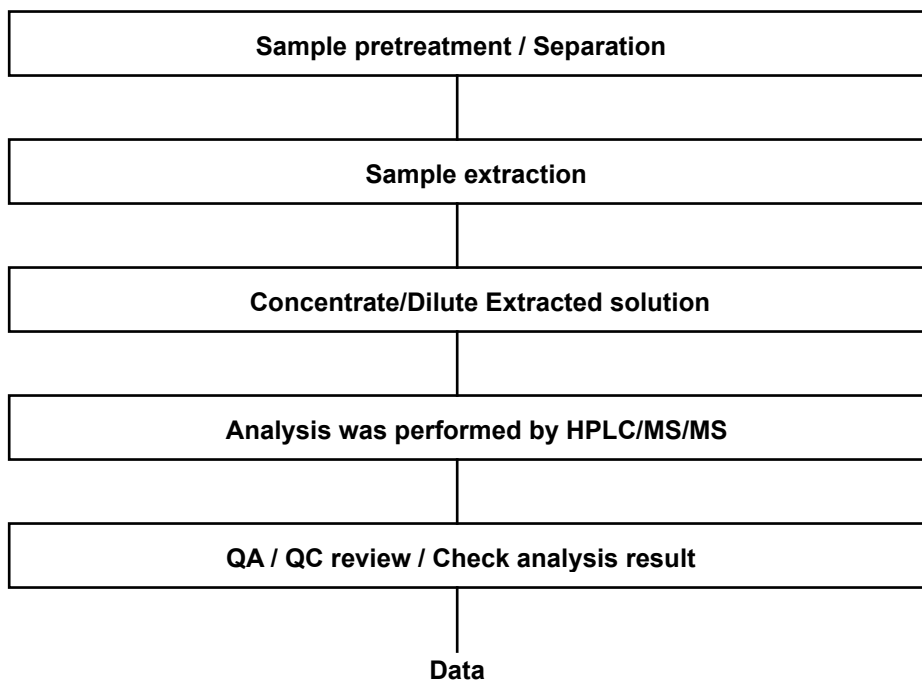 Sample pretreatment / Separation
Sample extraction
Concentrate/Dilute Extracted solution
Analysis was performed by HPLC/MS/MS
QA / QC review / Check analysis result
Data